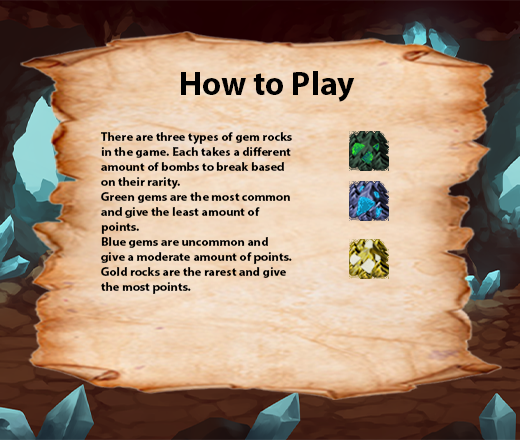 How to Play
There are three types of gem rocks
in the game. Each takes a different
amount of bombs to break based
on their rarity.
Green gems are the most common
and give the least amount of
points.
Blue gems are uncommon and
give a moderate amount of points.
Gold rocks are the rarest and give
the most points.